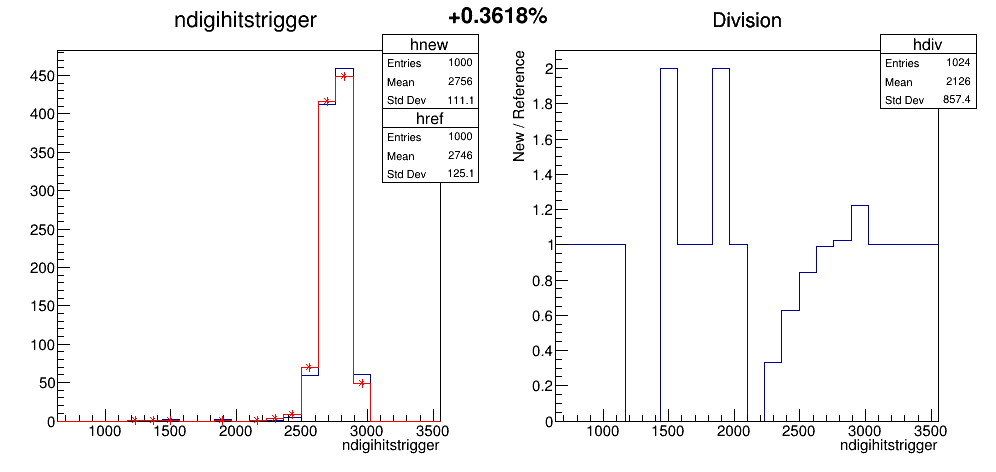 ndigihitstrigger
+0.3618%
Division
hnew
Entries 1000
Mean 2756
Std Dev 111.1
href
Entries 1000
Mean 2746
Std Dev 125.1
450
400
350
300
250
200
150
100
50
0
1000 1500 2000 2500 3000 3500
ndigihitstrigger
hdiv
Entries 1024
Mean 2126
Std Dev 857.4
New / Reference
2
1.8
1.6
1.4
1.2
1
0.8
0.6
0.4
0.2
0
1000 1500 2000 2500 3000 3500
ndigihitstrigger